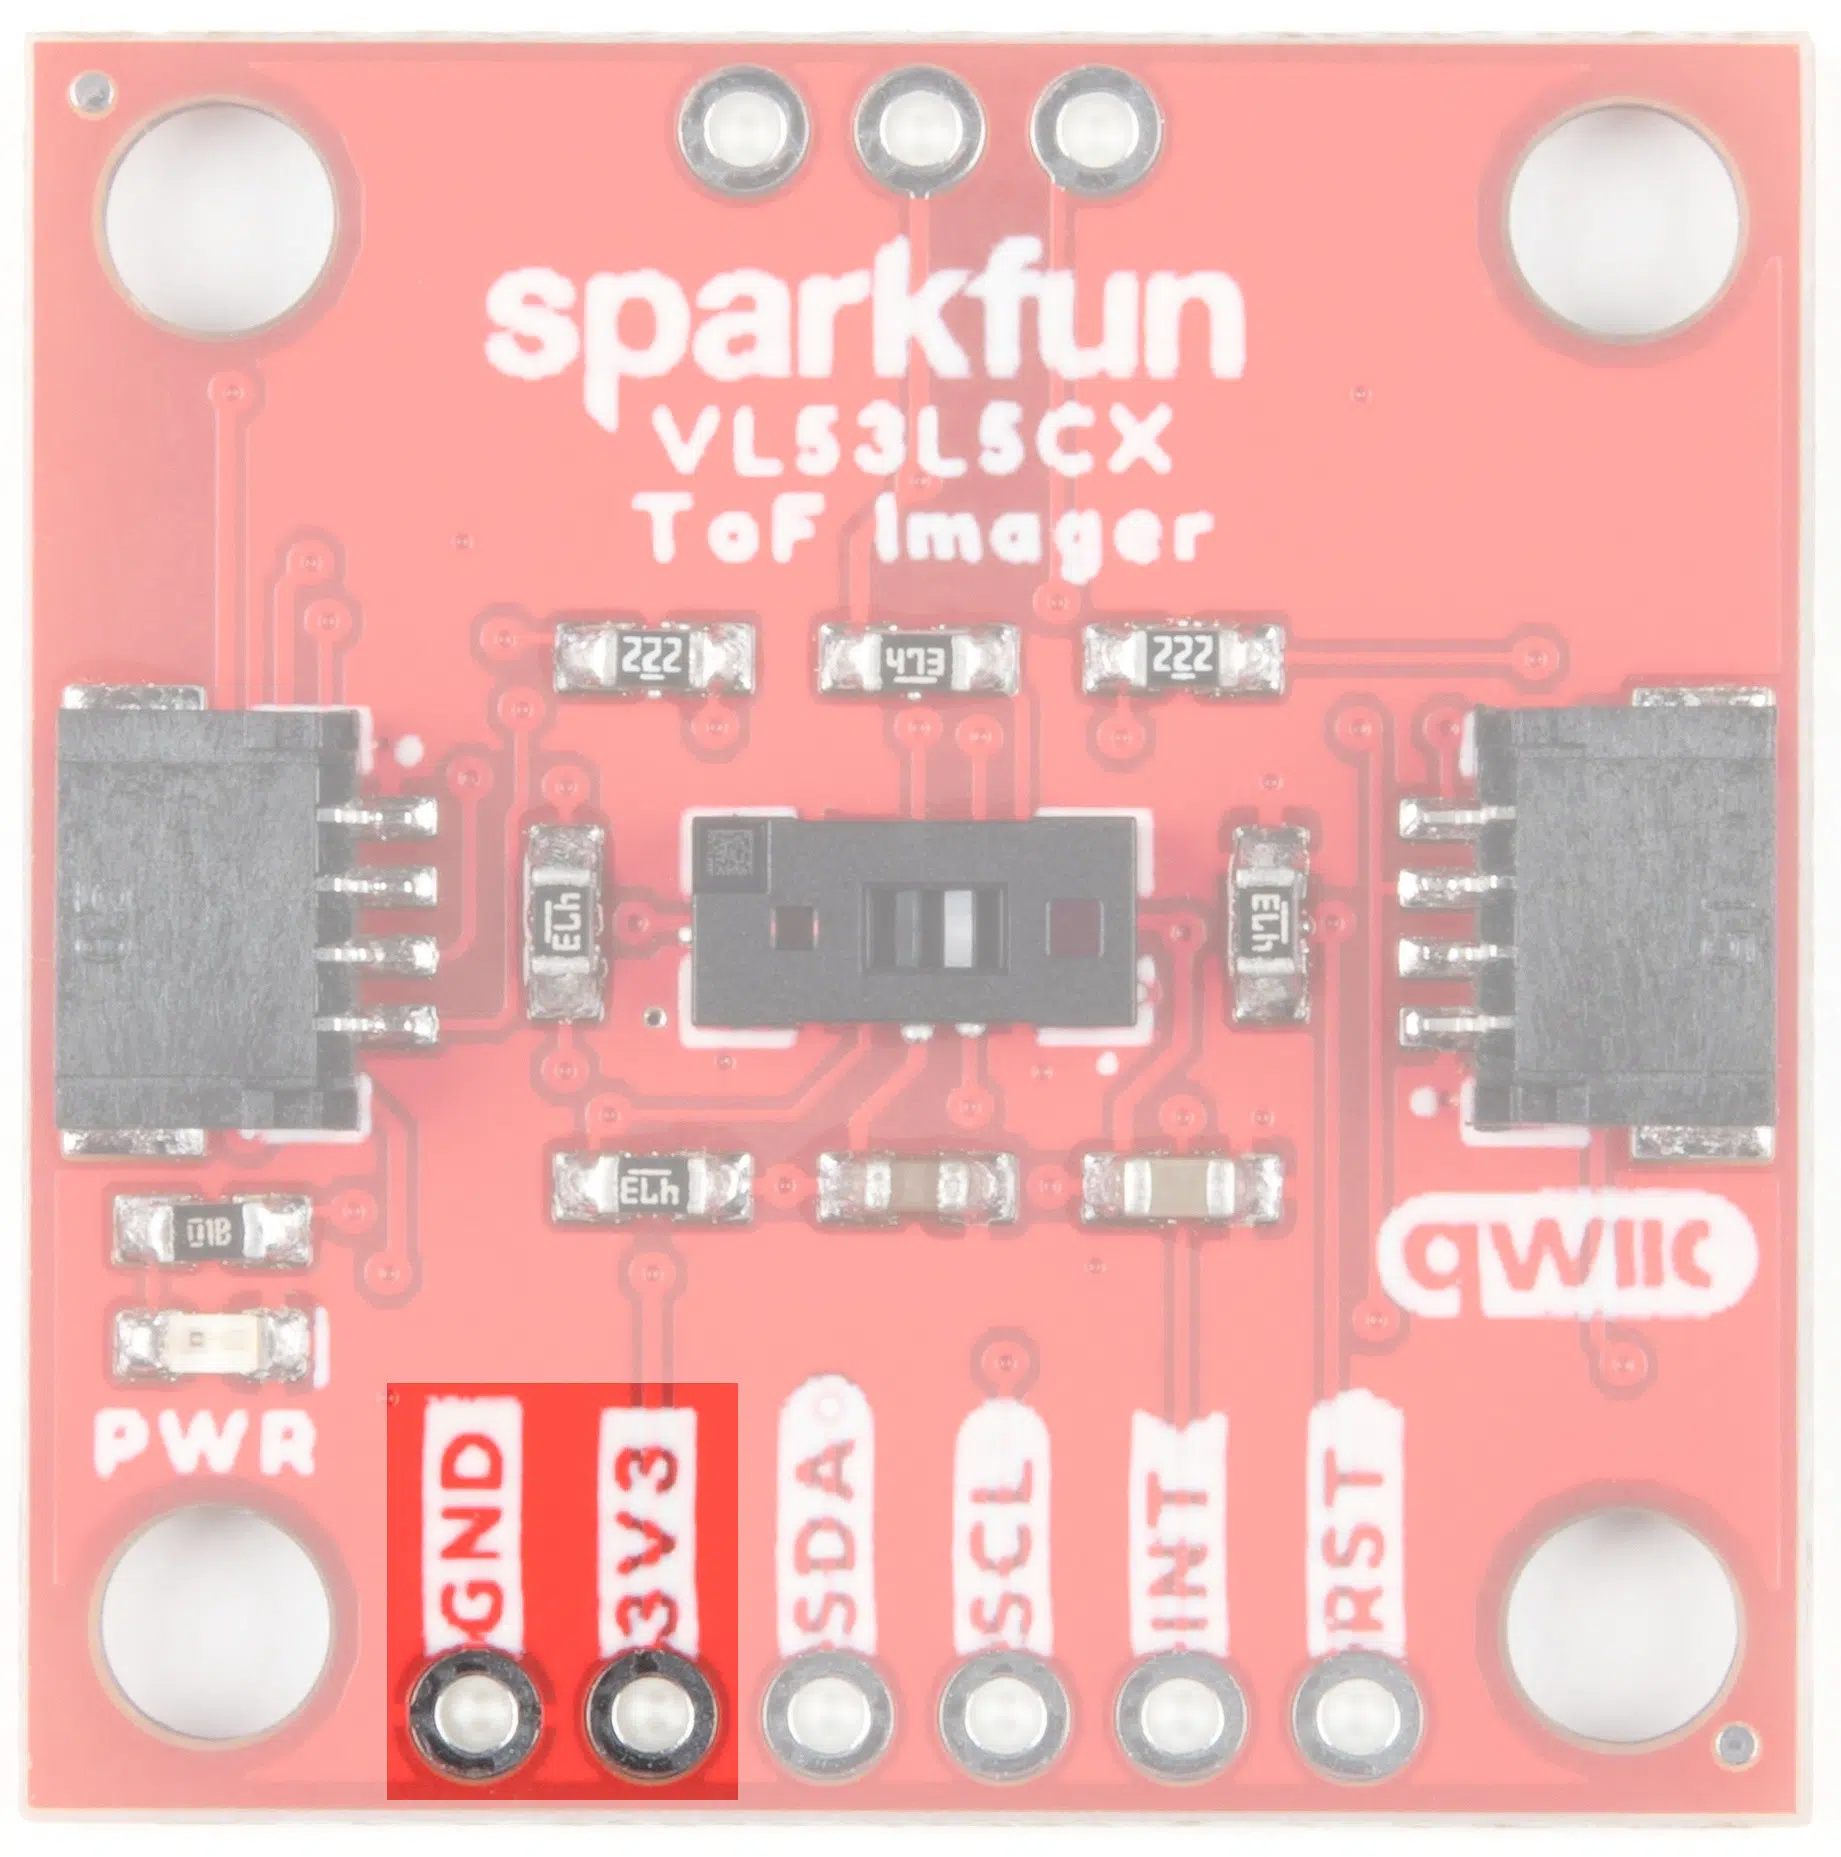 sparkfun
VL53L5CX
ToF Imager
222
473
222
473
473
473
01B
qwiic
PWR
GND
3V3
SDA
SCL
INT
RST